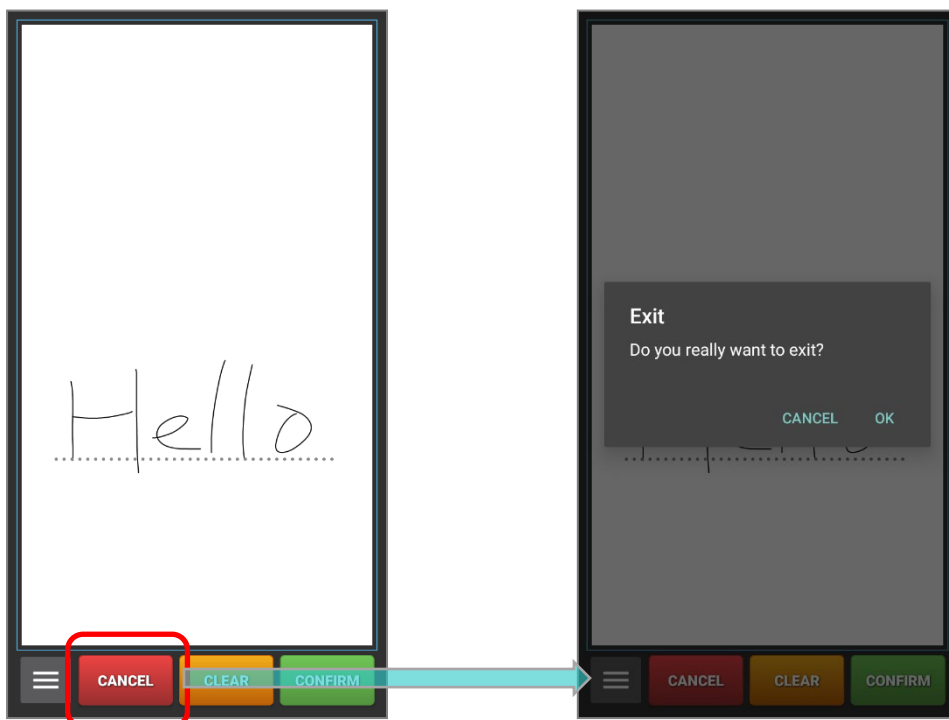 Hello
CANCEL CLEAR CONFIRM
Exit
Do you really want to exit?
CANCEL OK
CANCEL CLEAR CONFIRM